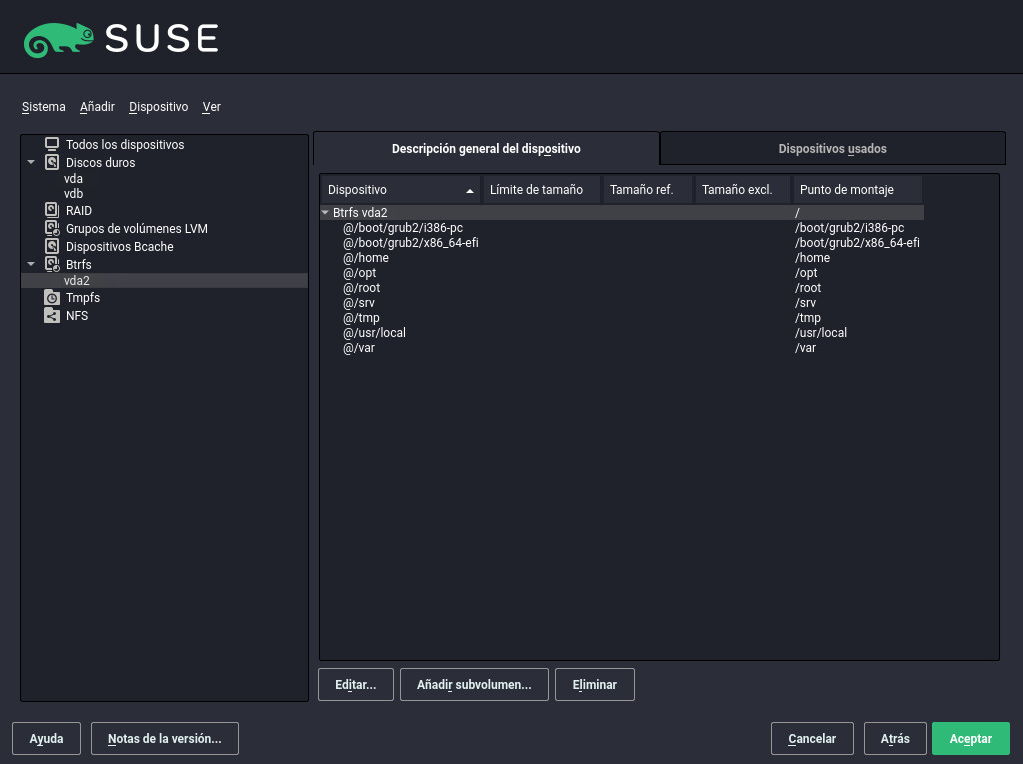 SUSE
Sistema Añadir Dispositivo Ver
Todos los dispositivos
Discos duros
vda
vdb
RAID
Grupos de volúmenes LVM
Dispositivos Bcache
Btrfs
vda2
Tmpfs
NFS
Descripción general del dispositivo Dispositivos usados
Dispositivo Límite de tamaño Tamaño ref. Tamaño excl. Punto de montaje
Btrfs vda2 /
@/boot/grub2/i386-pc /boot/grub2/i386-pc
@/boot/grub2/x86_64-efi /boot/grub2/x86_64-efi
@/home /home
@/opt /opt
@/root /root
@/srv /srv
@/tmp /tmp
@/usr/local /usr/local
@/var /var
Editar... Añadir subvolumen... Eliminar
Ayuda Notas de la versión... Cancelar Atrás Aceptar